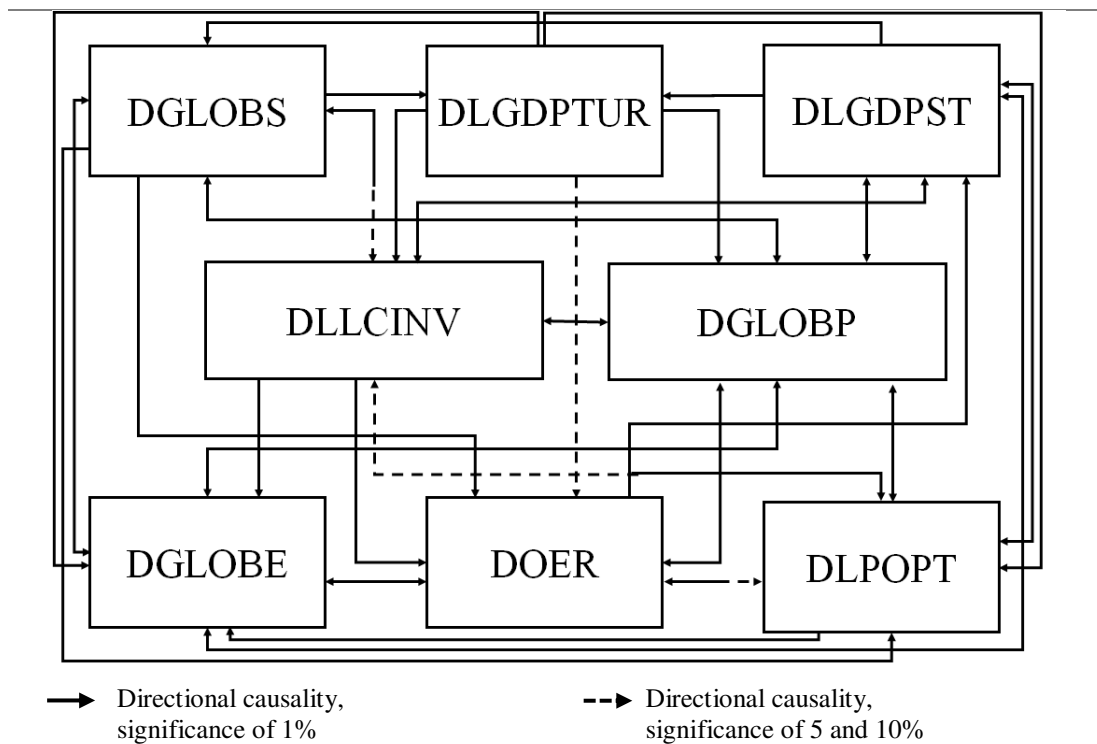 DGLOBS
DLGDPTUR
DLGDPST
DLLCINV
DGLOBP
DGLOBE
DOER
DLPOPT
Directional causality,
significance of 1%
Directional causality,
significance of 5 and 10%